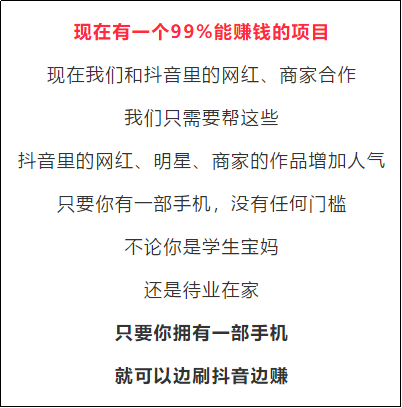 现在有一个99%能赚钱的项目
现在我们和抖音里的网红、商家合作
我们只需要帮这些
抖音里的网红、明星、商家的作品增加人气
只要你有一部手机，没有任何门槛
不论你是学生宝妈
还是待业在家
只要你拥有一部手机
就可以边刷抖音边赚